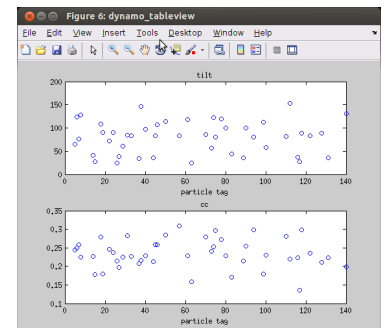 Figure 6: dynamo_tableview
File Edit View Insert Tools Desktop Window Help
tilt
200
150
100
50
0
0 20 40 60 80 100 120 140
particle tag
cc
0,35
0,3
0,25
0,2
0,15
0,1
0 20 40 60 80 100 120 140
particle tag